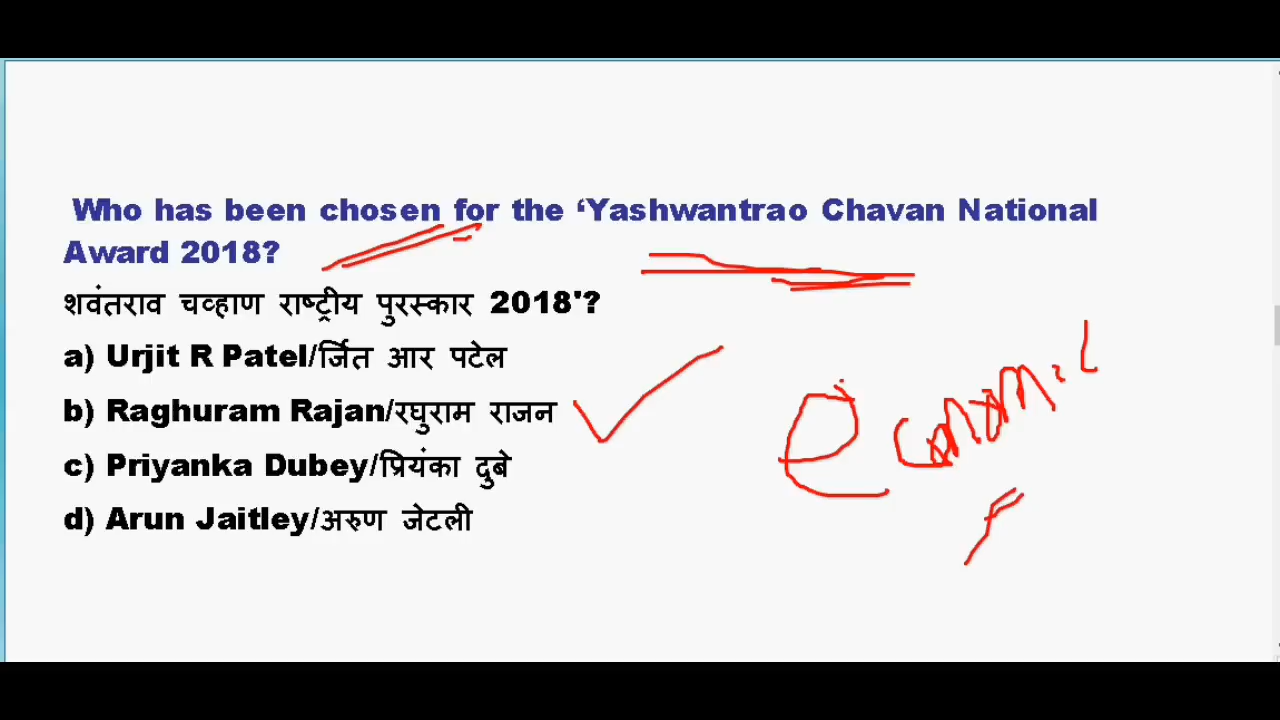 Who has been chosen for the ‘Yashwantrao Chavan National
Award 2018?
शवंतराव चव्हाण राष्ट्रीय पुरस्कार 2018'?
a) Urjit R Patel/र्जित आर पटेल
b) Raghuram Rajan/रघुराम राजन
c) Priyanka Dubey/प्रियंका दुबे
d) Arun Jaitley/अरुण जेटली